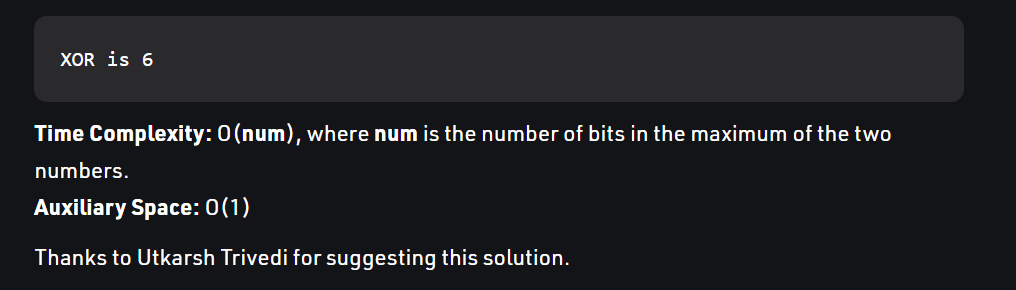 XOR is 6
Time Complexity: O(num), where num is the number of bits in the maximum of the two
numbers.
Auxiliary Space: O(1)
Thanks to Utkarsh Trivedi for suggesting this solution.